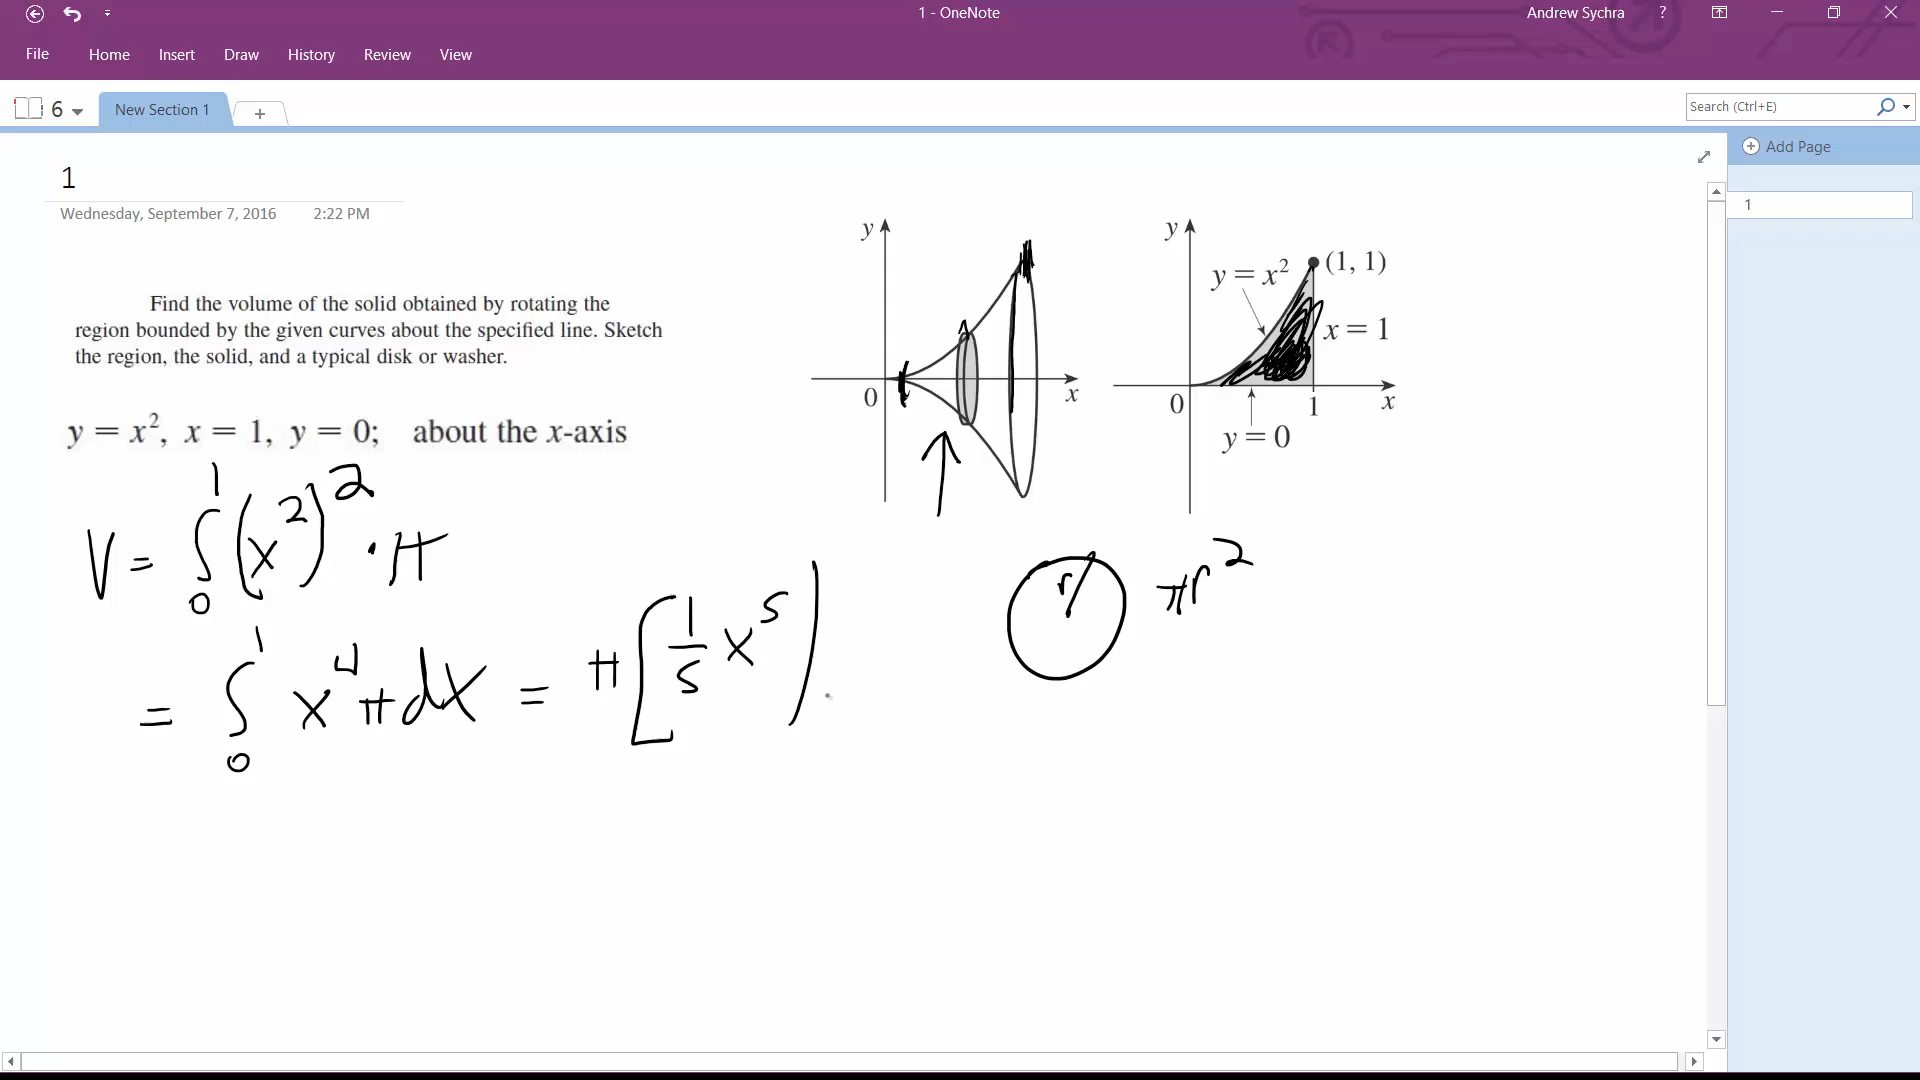 1 - OneNote
Andrew Sychra
?
File Home Insert Draw History Review View
6 New Section 1 +
Search (Ctrl+E)
Add Page
1
1
Wednesday, September 7, 2016 2:22 PM
Find the volume of the solid obtained by rotating the
region bounded by the given curves about the specified line. Sketch
the region, the solid, and a typical disk or washer.
y = x², x = 1, y = 0; about the x-axis
y
0
x
y
y = x²
(1, 1)
x = 1
0
1
x
y = 0
V = ∫₀¹ (x²)² · π
= ∫₀¹ x⁴ π dx = π [ 1/5 x⁵ )
r
πr²